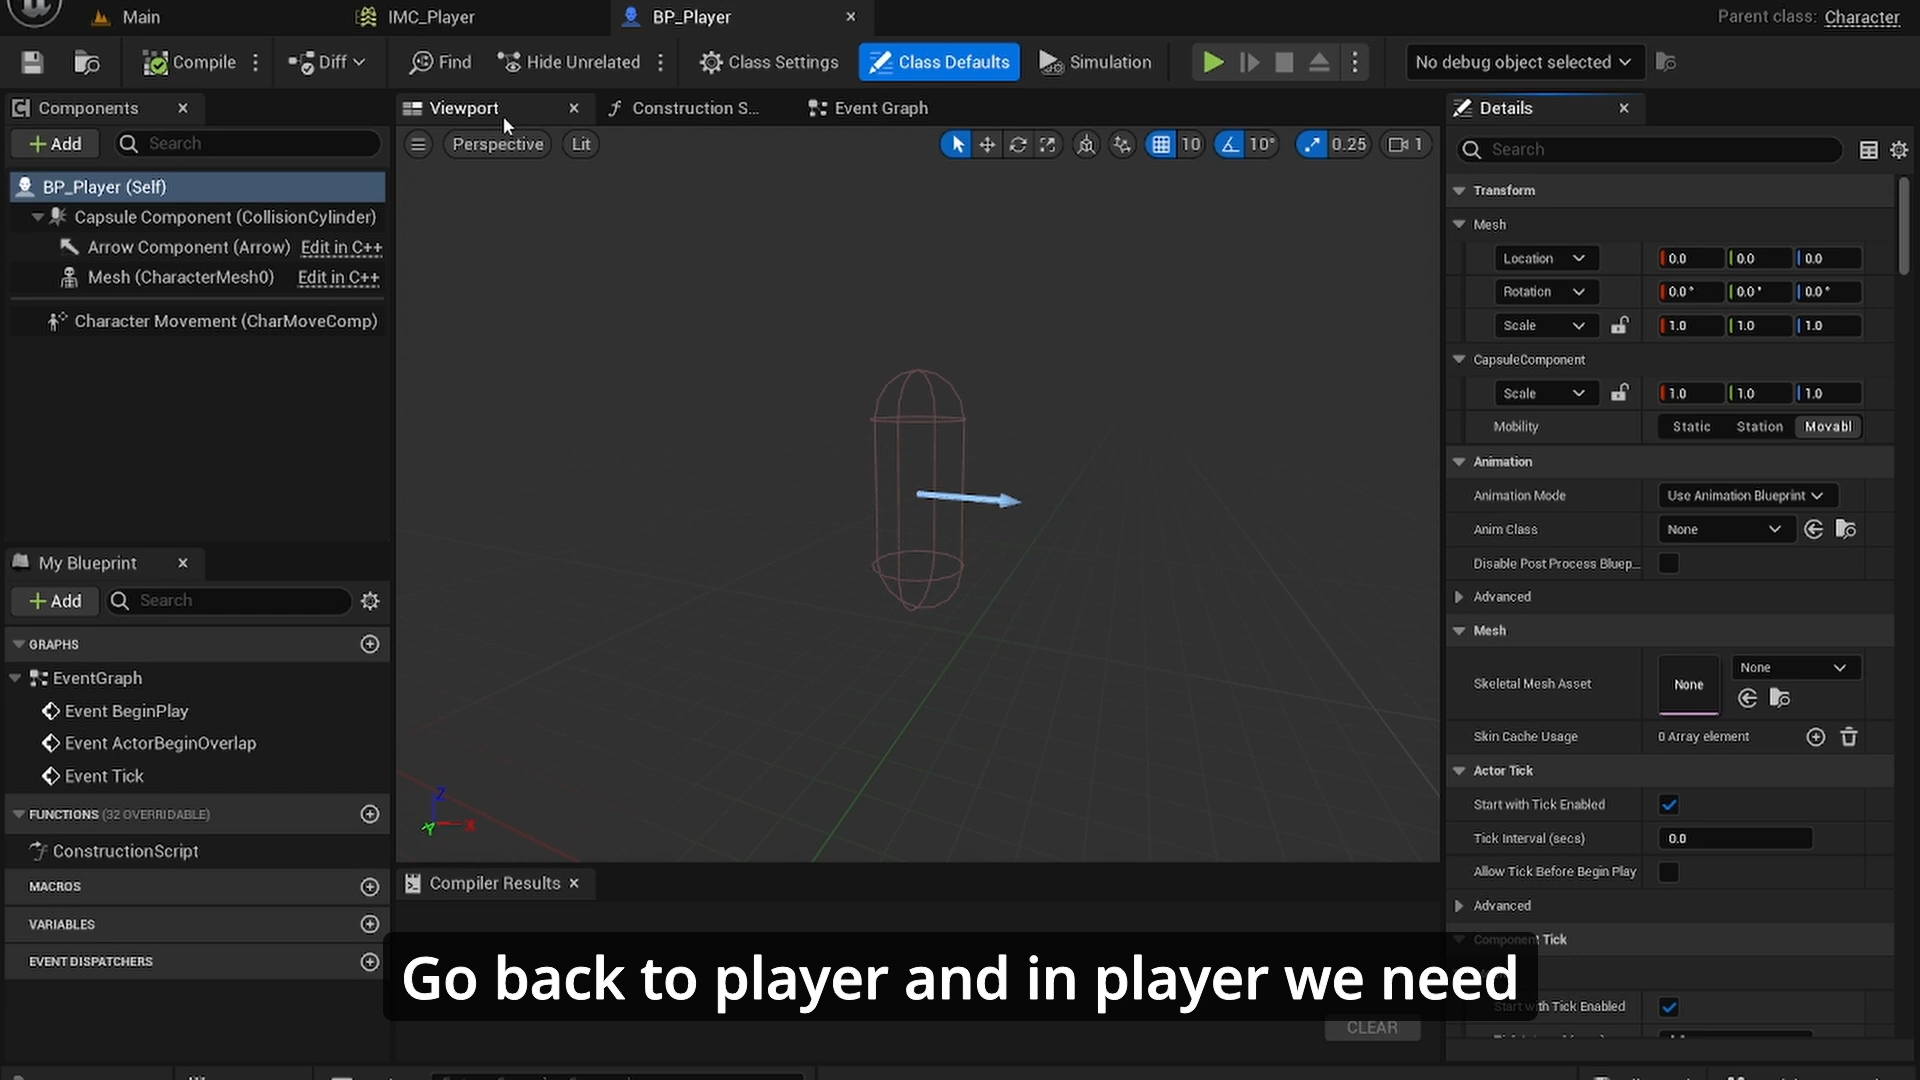 Main
IMC_Player
BP_Player
Parent class: Character
Compile
Diff
Find
Hide Unrelated
Class Settings
Class Defaults
Simulation
No debug object selected
Components
Add
Search
BP_Player (Self)
Capsule Component (CollisionCylinder)
Arrow Component (Arrow) Edit in C++
Mesh (CharacterMesh0) Edit in C++
Character Movement (CharMoveComp)
My Blueprint
Add
Search
GRAPHS
EventGraph
Event BeginPlay
Event ActorBeginOverlap
Event Tick
FUNCTIONS (32 OVERRIDABLE)
ConstructionScript
MACROS
VARIABLES
EVENT DISPATCHERS
Viewport
Construction S...
Event Graph
Perspective
Lit
10
10°
0.25
1
Z
Y
X
Compiler Results
CLEAR
Details
Search
Transform
Mesh
Location 0.0 0.0 0.0
Rotation 0.0° 0.0° 0.0°
Scale 1.0 1.0 1.0
CapsuleComponent
Scale 1.0 1.0 1.0
Mobility Static Station Movabl
Animation
Animation Mode Use Animation Blueprint
Anim Class None
Disable Post Process Bluep...
Advanced
Mesh
Skeletal Mesh Asset None None
Skin Cache Usage 0 Array element
Actor Tick
Start with Tick Enabled
Tick Interval (secs) 0.0
Allow Tick Before Begin Play
Advanced
Component Tick
Start with Tick Enabled
Go back to player and in player we need